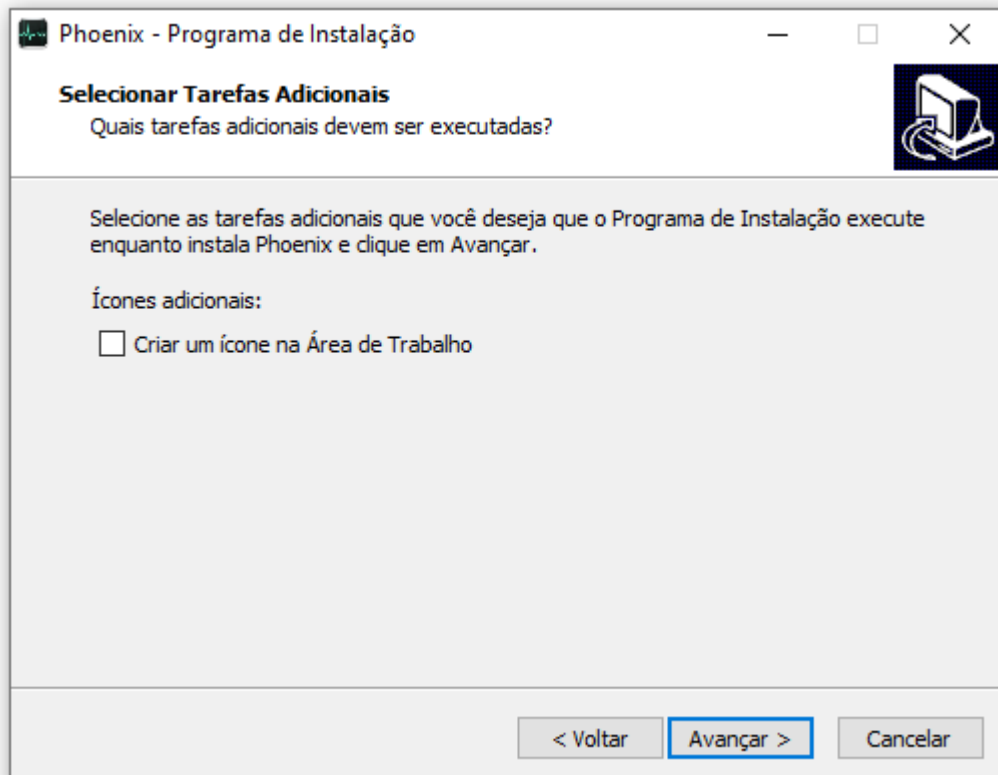 Phoenix - Programa de Instalação
Selecionar Tarefas Adicionais
Quais tarefas adicionais devem ser executadas?
Selecione as tarefas adicionais que você deseja que o Programa de Instalação execute
enquanto instala Phoenix e clique em Avançar.
Ícones adicionais:
Criar um ícone na Área de Trabalho
< Voltar
Avançar >
Cancelar